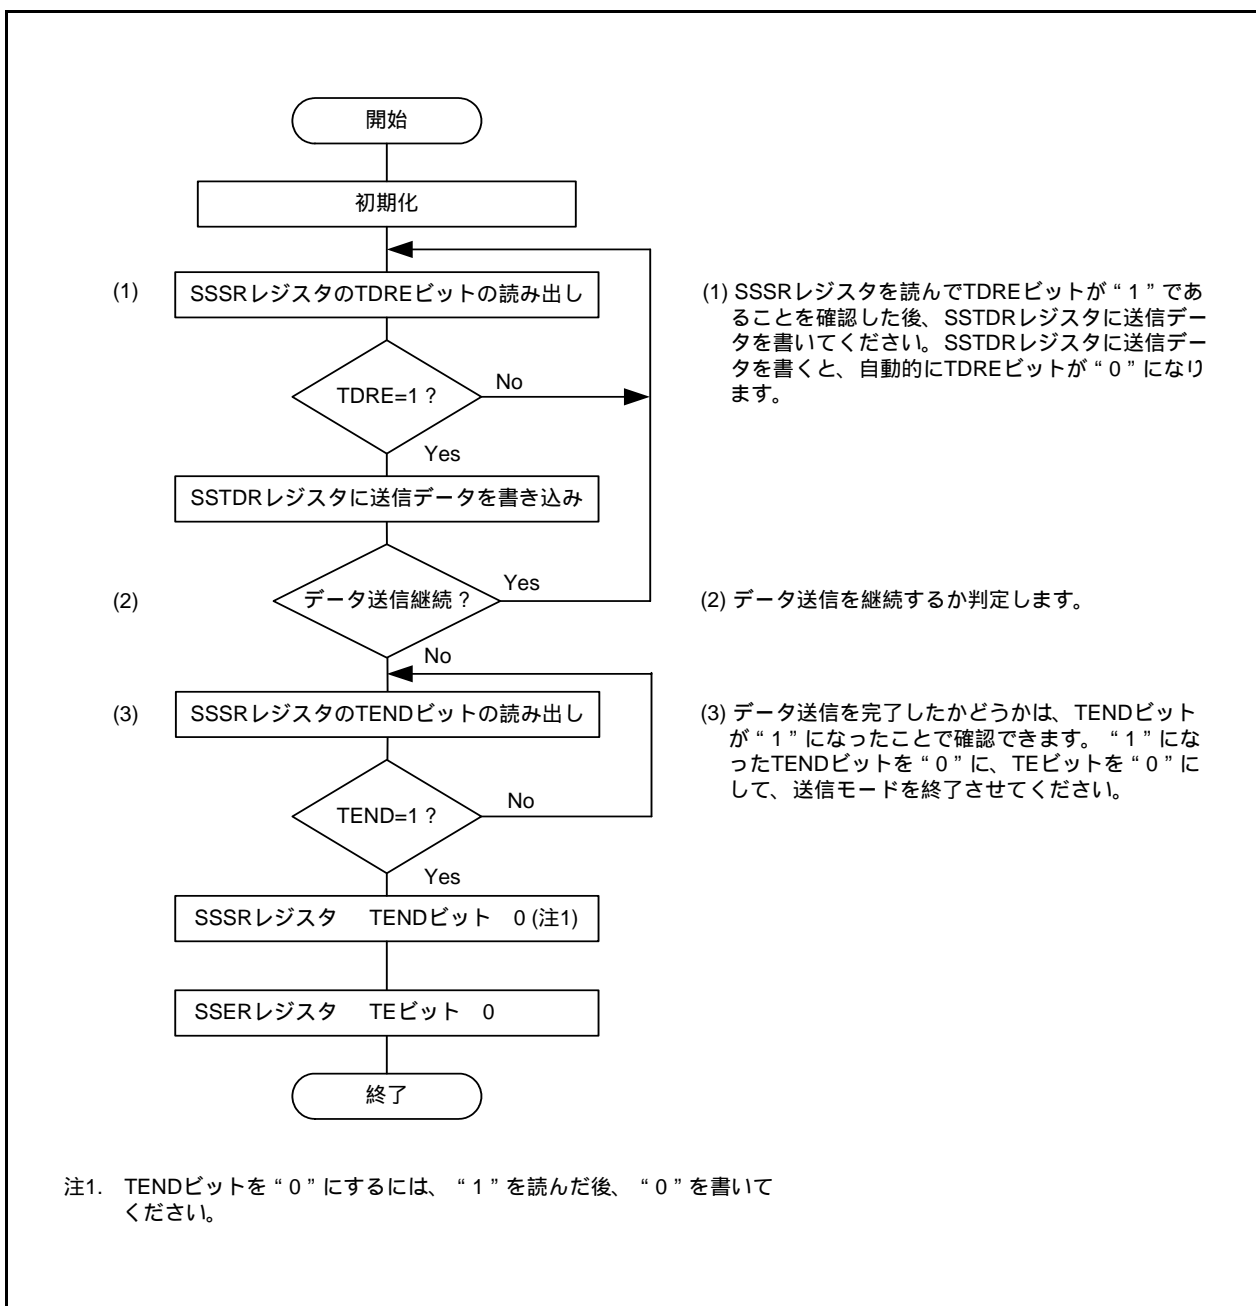 開始
初期化
(1)
SSSRレジスタのTDREビットの読み出し
TDRE=1？
No
Yes
SSTDRレジスタに送信データを書き込み
(2)
データ送信継続？
Yes
No
(3)
SSSRレジスタのTENDビットの読み出し
TEND=1？
No
Yes
SSSRレジスタ TENDビット 0 (注1)
SSERレジスタ TEビット 0
終了
(1) SSSRレジスタを読んでTDREビットが“1”であ
ることを確認した後、SSTDRレジスタに送信デー
タを書いてください。SSTDRレジスタに送信デー
タを書くと、自動的にTDREビットが“0”になり
ます。
(2) データ送信を継続するか判定します。
(3) データ送信を完了したかどうかは、TENDビット
が“1”になったことで確認できます。“1”にな
ったTENDビットを“0”に、TEビットを“0”に
して、送信モードを終了させてください。
注1. TENDビットを“0”にするには、“1”を読んだ後、“0”を書いて
ください。